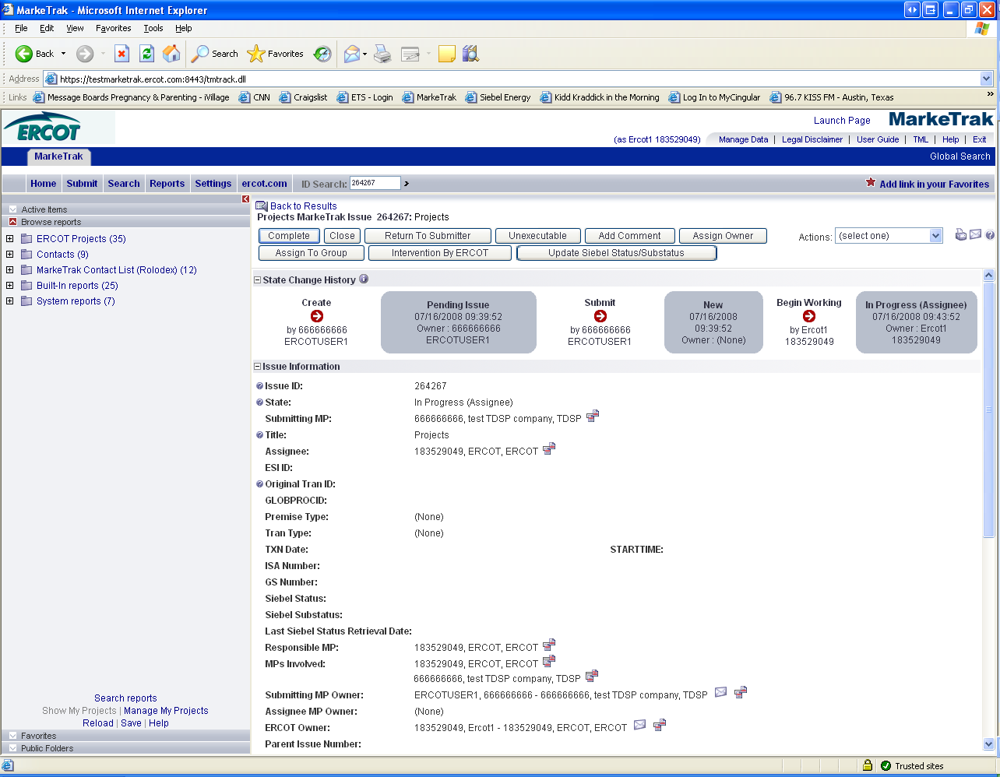 MarkeTrak - Microsoft Internet Explorer
File Edit View Favorites Tools Help
Back Search Favorites
Address https://testmarketrak.ercot.com:8443/tmtrack.dll
Links Message Boards Pregnancy & Parenting - iVillage CNN Craigslist ETS - Login MarkeTrak Siebel Energy Kidd Kraddick in the Morning Log In to MyCingular 96.7 KISS FM - Austin, Texas »
ERCOT Launch Page MarkeTrak
(as Ercot1 183529049) Manage Data | Legal Disclaimer | User Guide | TML | Help | Exit
MarkeTrak Global Search
Home Submit Search Reports Settings ercot.com ID Search: 264267 Add link in your Favorites
Active Items
Browse reports
ERCOT Projects (35)
Contacts (9)
MarkeTrak Contact List (Rolodex) (12)
Built-In reports (25)
System reports (7)
Search reports
Show My Projects | Manage My Projects
Reload | Save | Help
Favorites
Public Folders
Back to Results
Projects MarkeTrak Issue 264267: Projects
Complete Close Return To Submitter Unexecutable Add Comment Assign Owner Actions: (select one)
Assign To Group Intervention By ERCOT Update Siebel Status/Substatus
State Change History
Create
by 666666666
ERCOTUSER1
Pending Issue
07/16/2008 09:39:52
Owner : 666666666
ERCOTUSER1
Submit
by 666666666
ERCOTUSER1
New
07/16/2008
09:39:52
Owner : (None)
Begin Working
by Ercot1
183529049
In Progress (Assignee)
07/16/2008 09:43:52
Owner : Ercot1
183529049
Issue Information
Issue ID: 264267
State: In Progress (Assignee)
Submitting MP: 666666666, test TDSP company, TDSP
Title: Projects
Assignee: 183529049, ERCOT, ERCOT
ESI ID:
Original Tran ID:
GLOBPROCID:
Premise Type: (None)
Tran Type: (None)
TXN Date: STARTTIME:
ISA Number:
GS Number:
Siebel Status:
Siebel Substatus:
Last Siebel Status Retrieval Date:
Responsible MP: 183529049, ERCOT, ERCOT
MPs Involved: 183529049, ERCOT, ERCOT
666666666, test TDSP company, TDSP
Submitting MP Owner: ERCOTUSER1, 666666666 - 666666666, test TDSP company, TDSP
Assignee MP Owner: (None)
ERCOT Owner: 183529049, Ercot1 - 183529049, ERCOT, ERCOT
Parent Issue Number:
Trusted sites